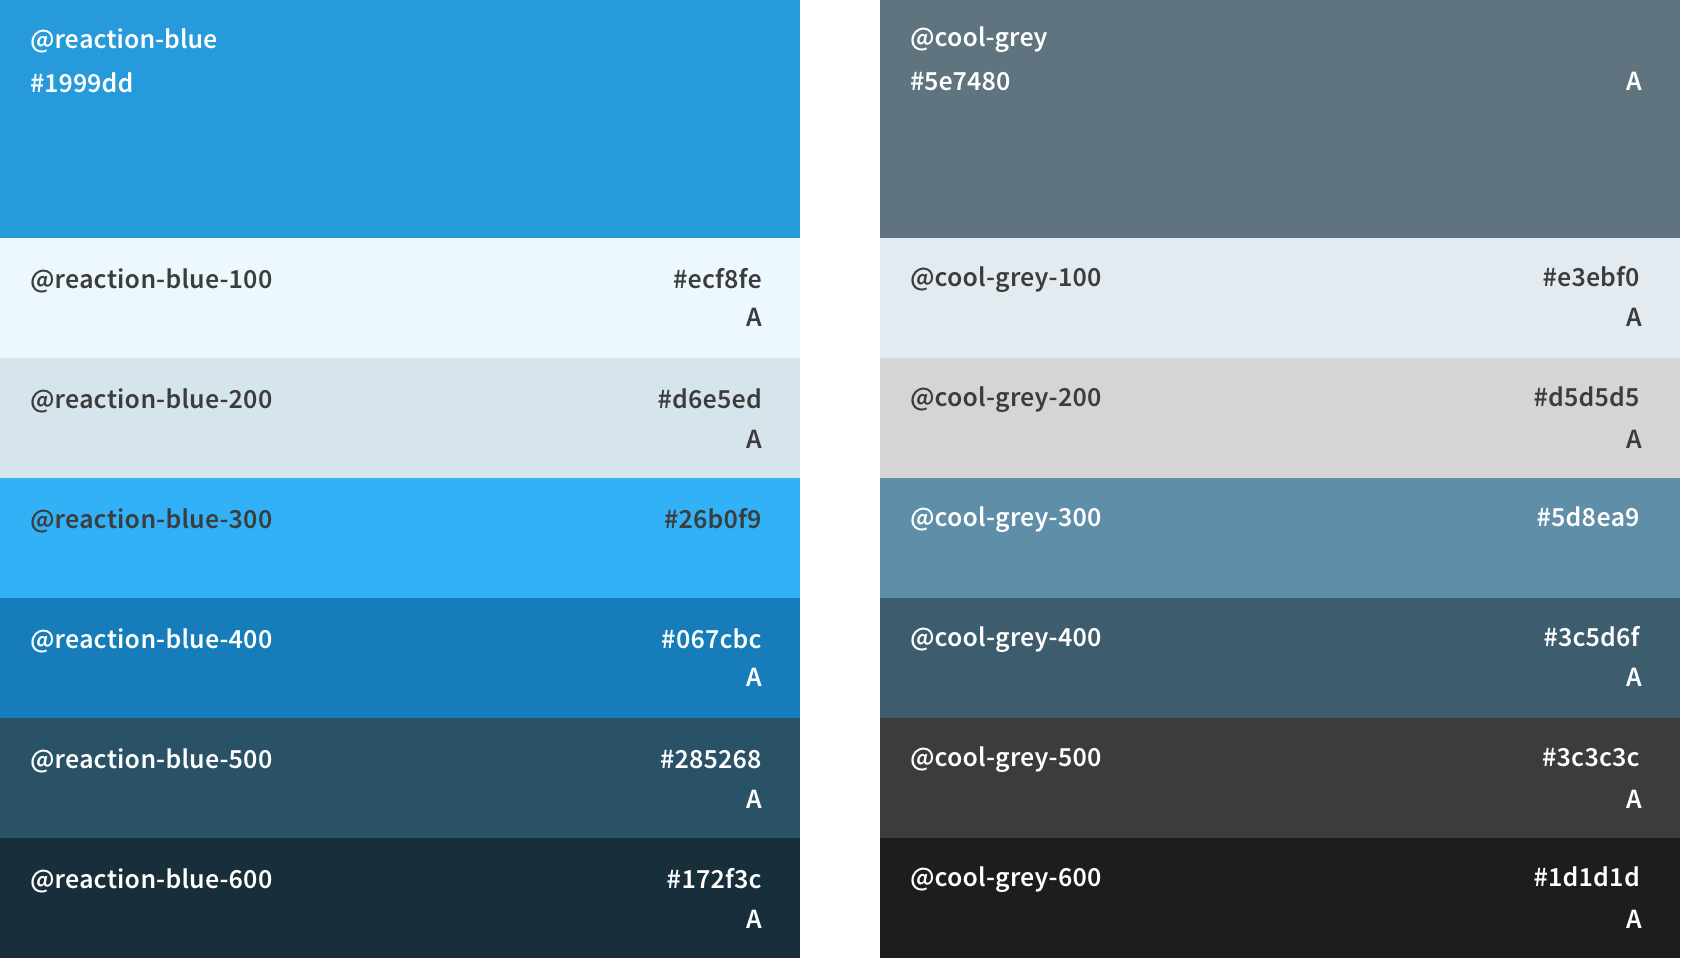 @reaction-blue
#1999dd
@reaction-blue-100 #ecf8fe
A
@reaction-blue-200 #d6e5ed
A
@reaction-blue-300 #26b0f9
@reaction-blue-400 #067cbc
A
@reaction-blue-500 #285268
A
@reaction-blue-600 #172f3c
A
@cool-grey
#5e7480 A
@cool-grey-100 #e3ebf0
A
@cool-grey-200 #d5d5d5
A
@cool-grey-300 #5d8ea9
@cool-grey-400 #3c5d6f
A
@cool-grey-500 #3c3c3c
A
@cool-grey-600 #1d1d1d
A